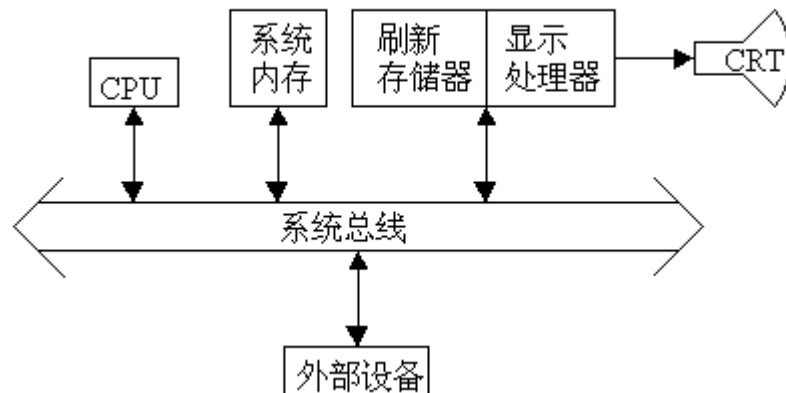 系统
内存
刷新
存储器
显示
处理器
CPU
CRT
系统总线
外部设备